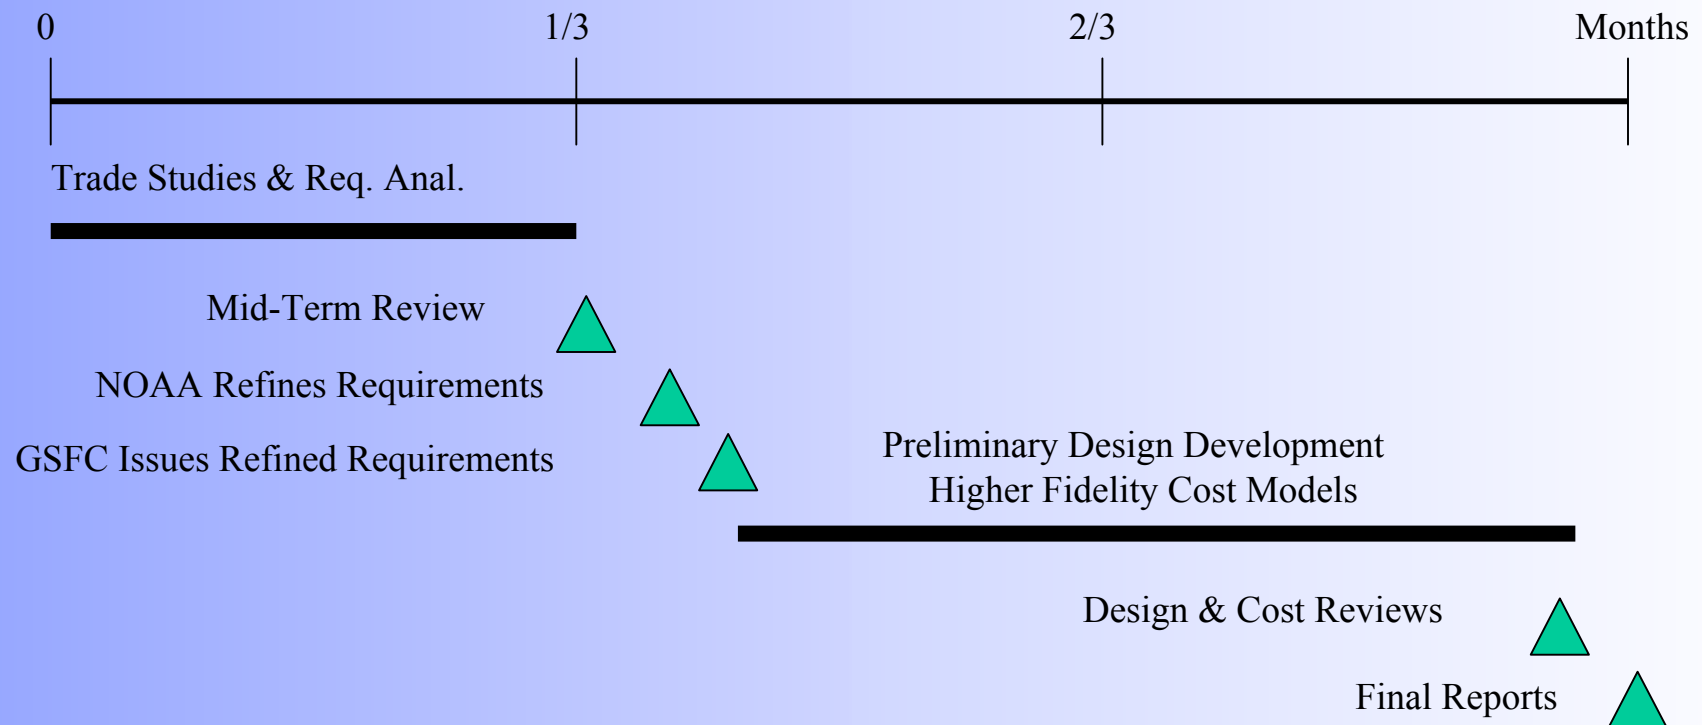 0
1/3
2/3
Months
Trade Studies & Req. Anal.
Mid-Term Review
NOAA Refines Requirements
GSFC Issues Refined Requirements
Preliminary Design Development
Higher Fidelity Cost Models
Design & Cost Reviews
Final Reports